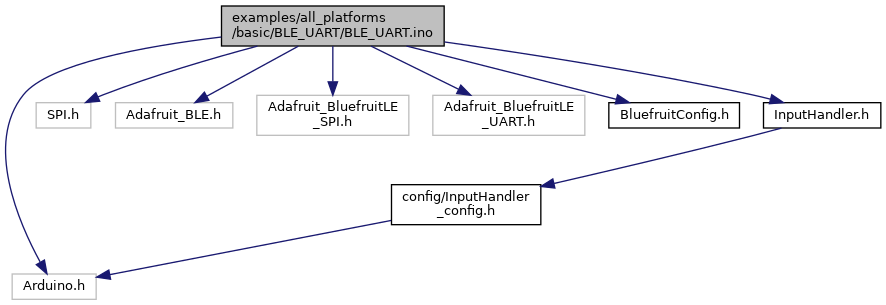 examples/all_platforms
/basic/BLE_UART/BLE_UART.ino
SPI.h
Adafruit_BLE.h
Adafruit_BluefruitLE
_SPI.h
Adafruit_BluefruitLE
_UART.h
BluefruitConfig.h
InputHandler.h
config/InputHandler
_config.h
Arduino.h